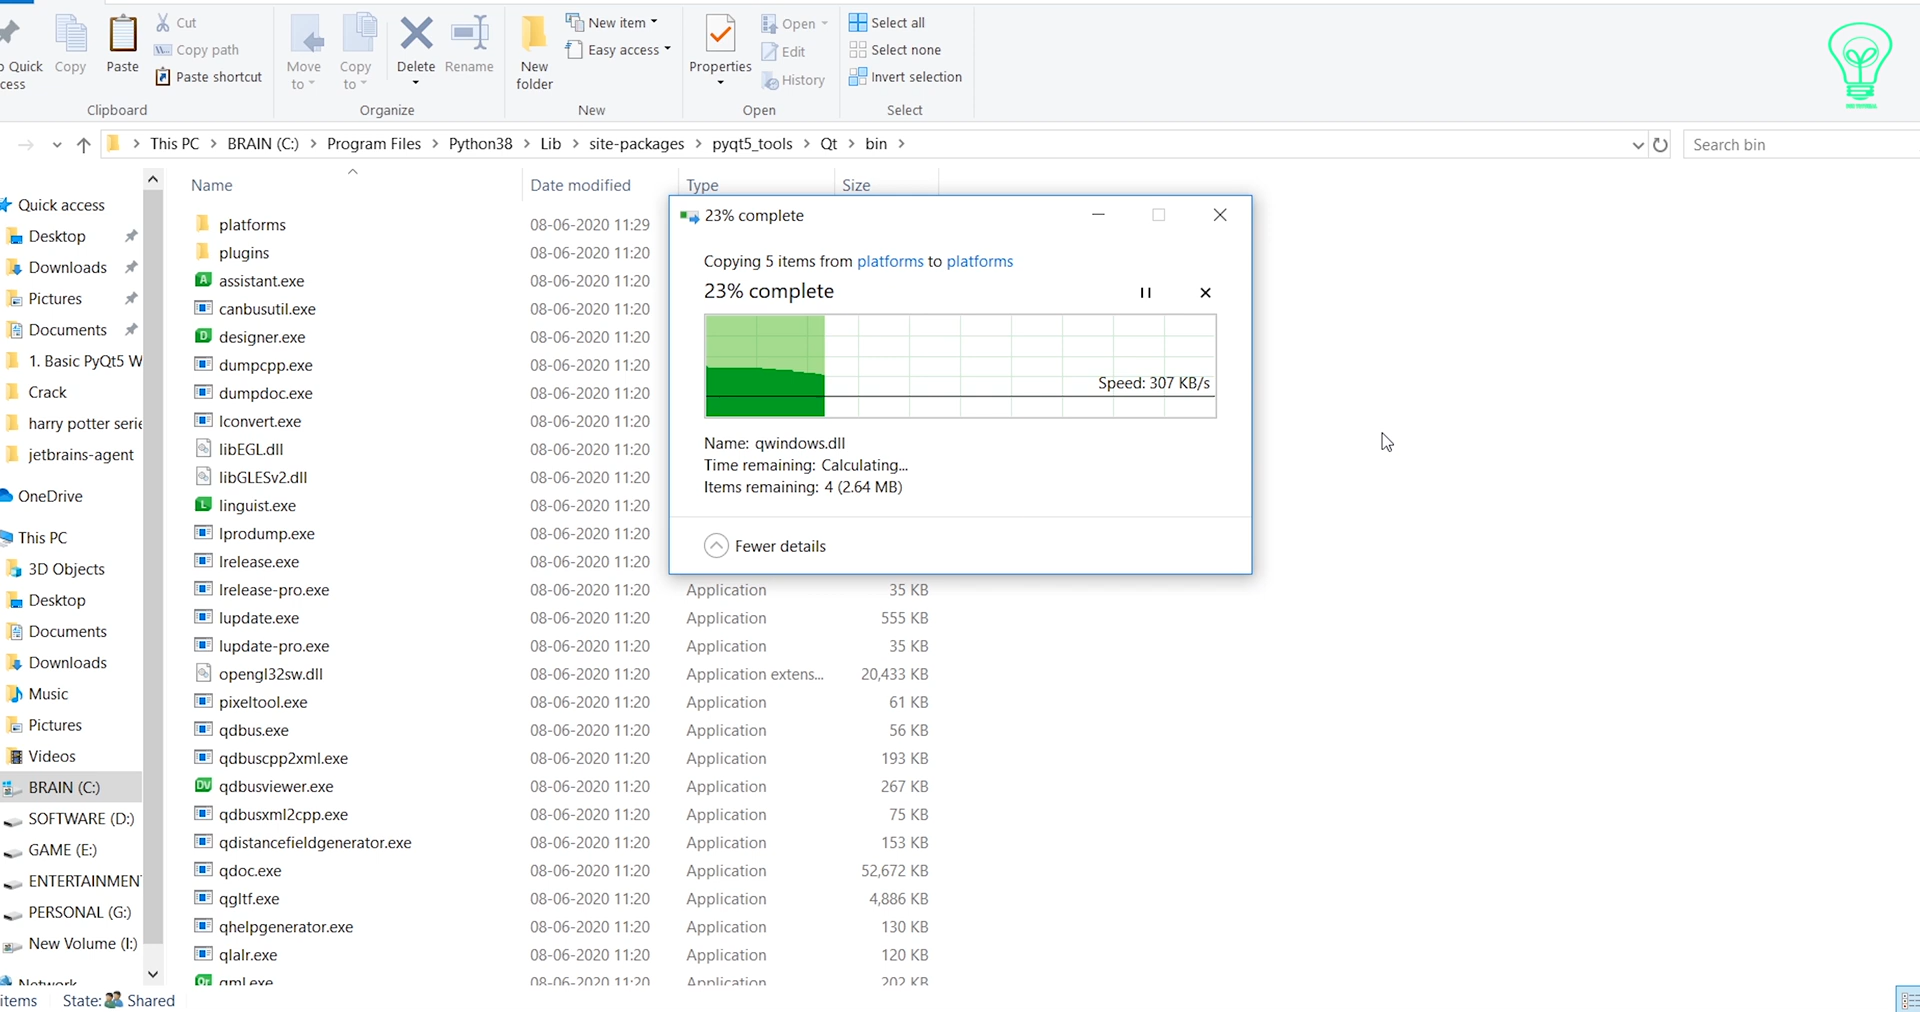 Cut
Copy path
Paste shortcut
o Quick
cess
Copy
Paste
Clipboard
Move
to
Copy
to
Delete
Rename
Organize
New
folder
New item
Easy access
New
Properties
Open
Edit
History
Open
Select all
Select none
Invert selection
Select
This PC > BRAIN (C:) > Program Files > Python38 > Lib > site-packages > pyqt5_tools > Qt > bin >
Search bin
Quick access
Desktop
Downloads
Pictures
Documents
1. Basic PyQt5 W
Crack
harry potter serie
jetbrains-agent
OneDrive
This PC
3D Objects
Desktop
Documents
Downloads
Music
Pictures
Videos
BRAIN (C:)
SOFTWARE (D:)
GAME (E:)
ENTERTAINMENT
PERSONAL (G:)
New Volume (I:)
Network
Name Date modified Type Size
platforms 08-06-2020 11:29
plugins 08-06-2020 11:20
assistant.exe 08-06-2020 11:20
canbusutil.exe 08-06-2020 11:20
designer.exe 08-06-2020 11:20
dumpcpp.exe 08-06-2020 11:20
dumpdoc.exe 08-06-2020 11:20
lconvert.exe 08-06-2020 11:20
libEGL.dll 08-06-2020 11:20
libGLESv2.dll 08-06-2020 11:20
linguist.exe 08-06-2020 11:20
lprodump.exe 08-06-2020 11:20
lrelease.exe 08-06-2020 11:20
lrelease-pro.exe 08-06-2020 11:20 Application 35 KB
lupdate.exe 08-06-2020 11:20 Application 555 KB
lupdate-pro.exe 08-06-2020 11:20 Application 35 KB
opengl32sw.dll 08-06-2020 11:20 Application extens... 20,433 KB
pixeltool.exe 08-06-2020 11:20 Application 61 KB
qdbus.exe 08-06-2020 11:20 Application 56 KB
qdbuscpp2xml.exe 08-06-2020 11:20 Application 193 KB
qdbusviewer.exe 08-06-2020 11:20 Application 267 KB
qdbusxml2cpp.exe 08-06-2020 11:20 Application 75 KB
qdistancefieldgenerator.exe 08-06-2020 11:20 Application 153 KB
qdoc.exe 08-06-2020 11:20 Application 52,672 KB
qgltf.exe 08-06-2020 11:20 Application 4,886 KB
qhelpgenerator.exe 08-06-2020 11:20 Application 130 KB
qlalr.exe 08-06-2020 11:20 Application 120 KB
qml.exe 08-06-2020 11:20 Application 202 KB
23% complete
Copying 5 items from platforms to platforms
23% complete
Speed: 307 KB/s
Name: qwindows.dll
Time remaining: Calculating...
Items remaining: 4 (2.64 MB)
Fewer details
items State: Shared